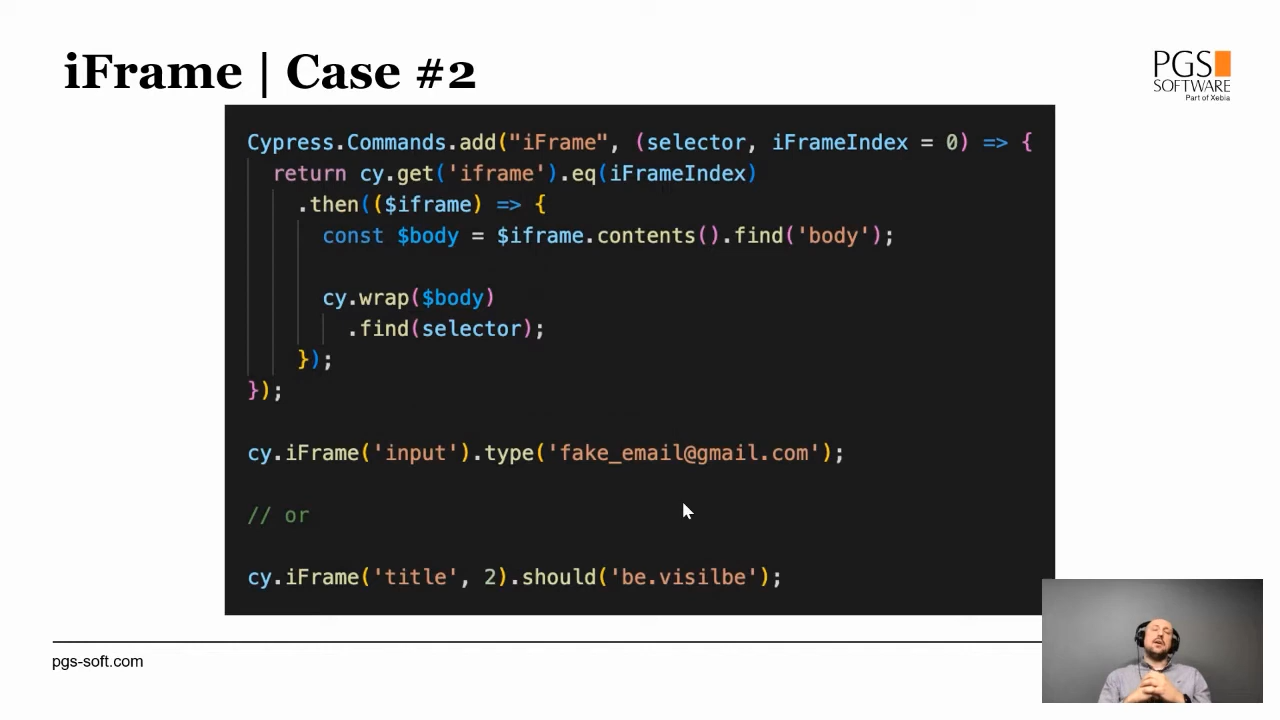 iFrame | Case #2
PGS
SOFTWARE
Part of Xebia
Cypress.Commands.add("iFrame", (selector, iFrameIndex = 0) => {
return cy.get('iframe').eq(iFrameIndex)
.then(($iframe) => {
const $body = $iframe.contents().find('body');
cy.wrap($body)
.find(selector);
});
});
cy.iFrame('input').type('fake_email@gmail.com');
// or
cy.iFrame('title', 2).should('be.visilbe');
pgs-soft.com